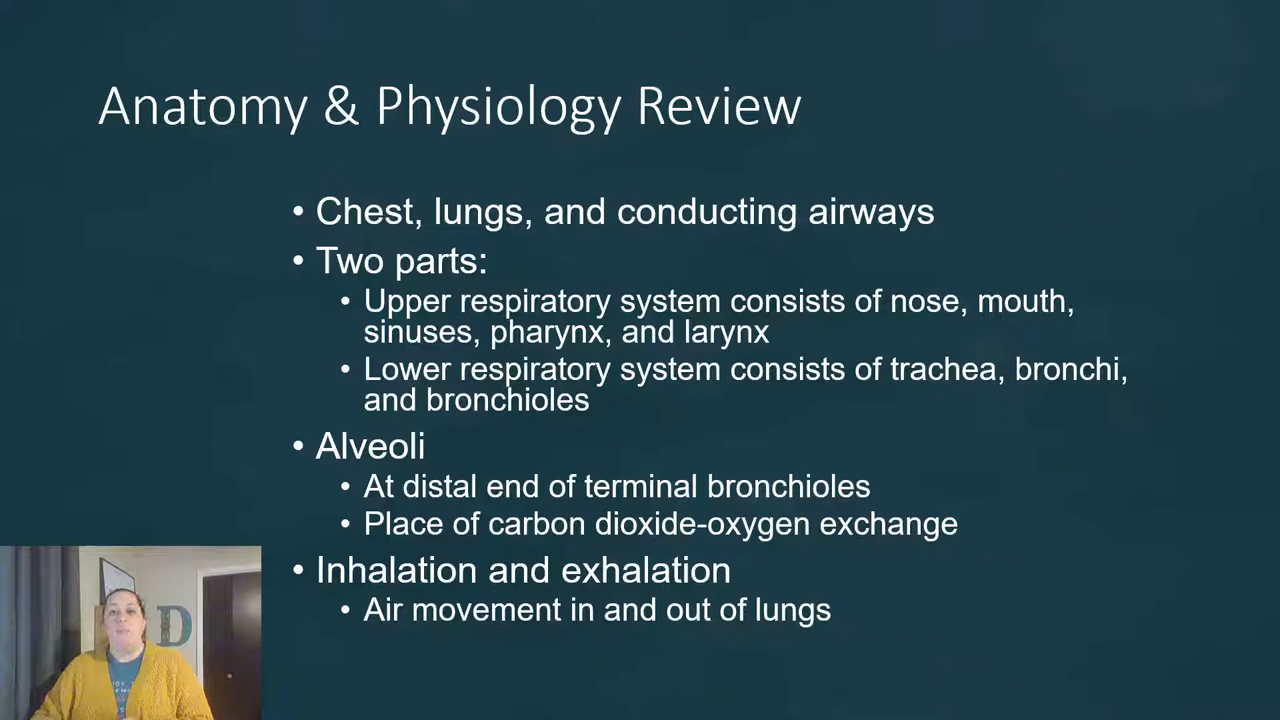 Anatomy & Physiology Review
• Chest, lungs, and conducting airways
• Two parts:
• Upper respiratory system consists of nose, mouth,
sinuses, pharynx, and larynx
• Lower respiratory system consists of trachea, bronchi,
and bronchioles
• Alveoli
• At distal end of terminal bronchioles
• Place of carbon dioxide-oxygen exchange
• Inhalation and exhalation
• Air movement in and out of lungs
D